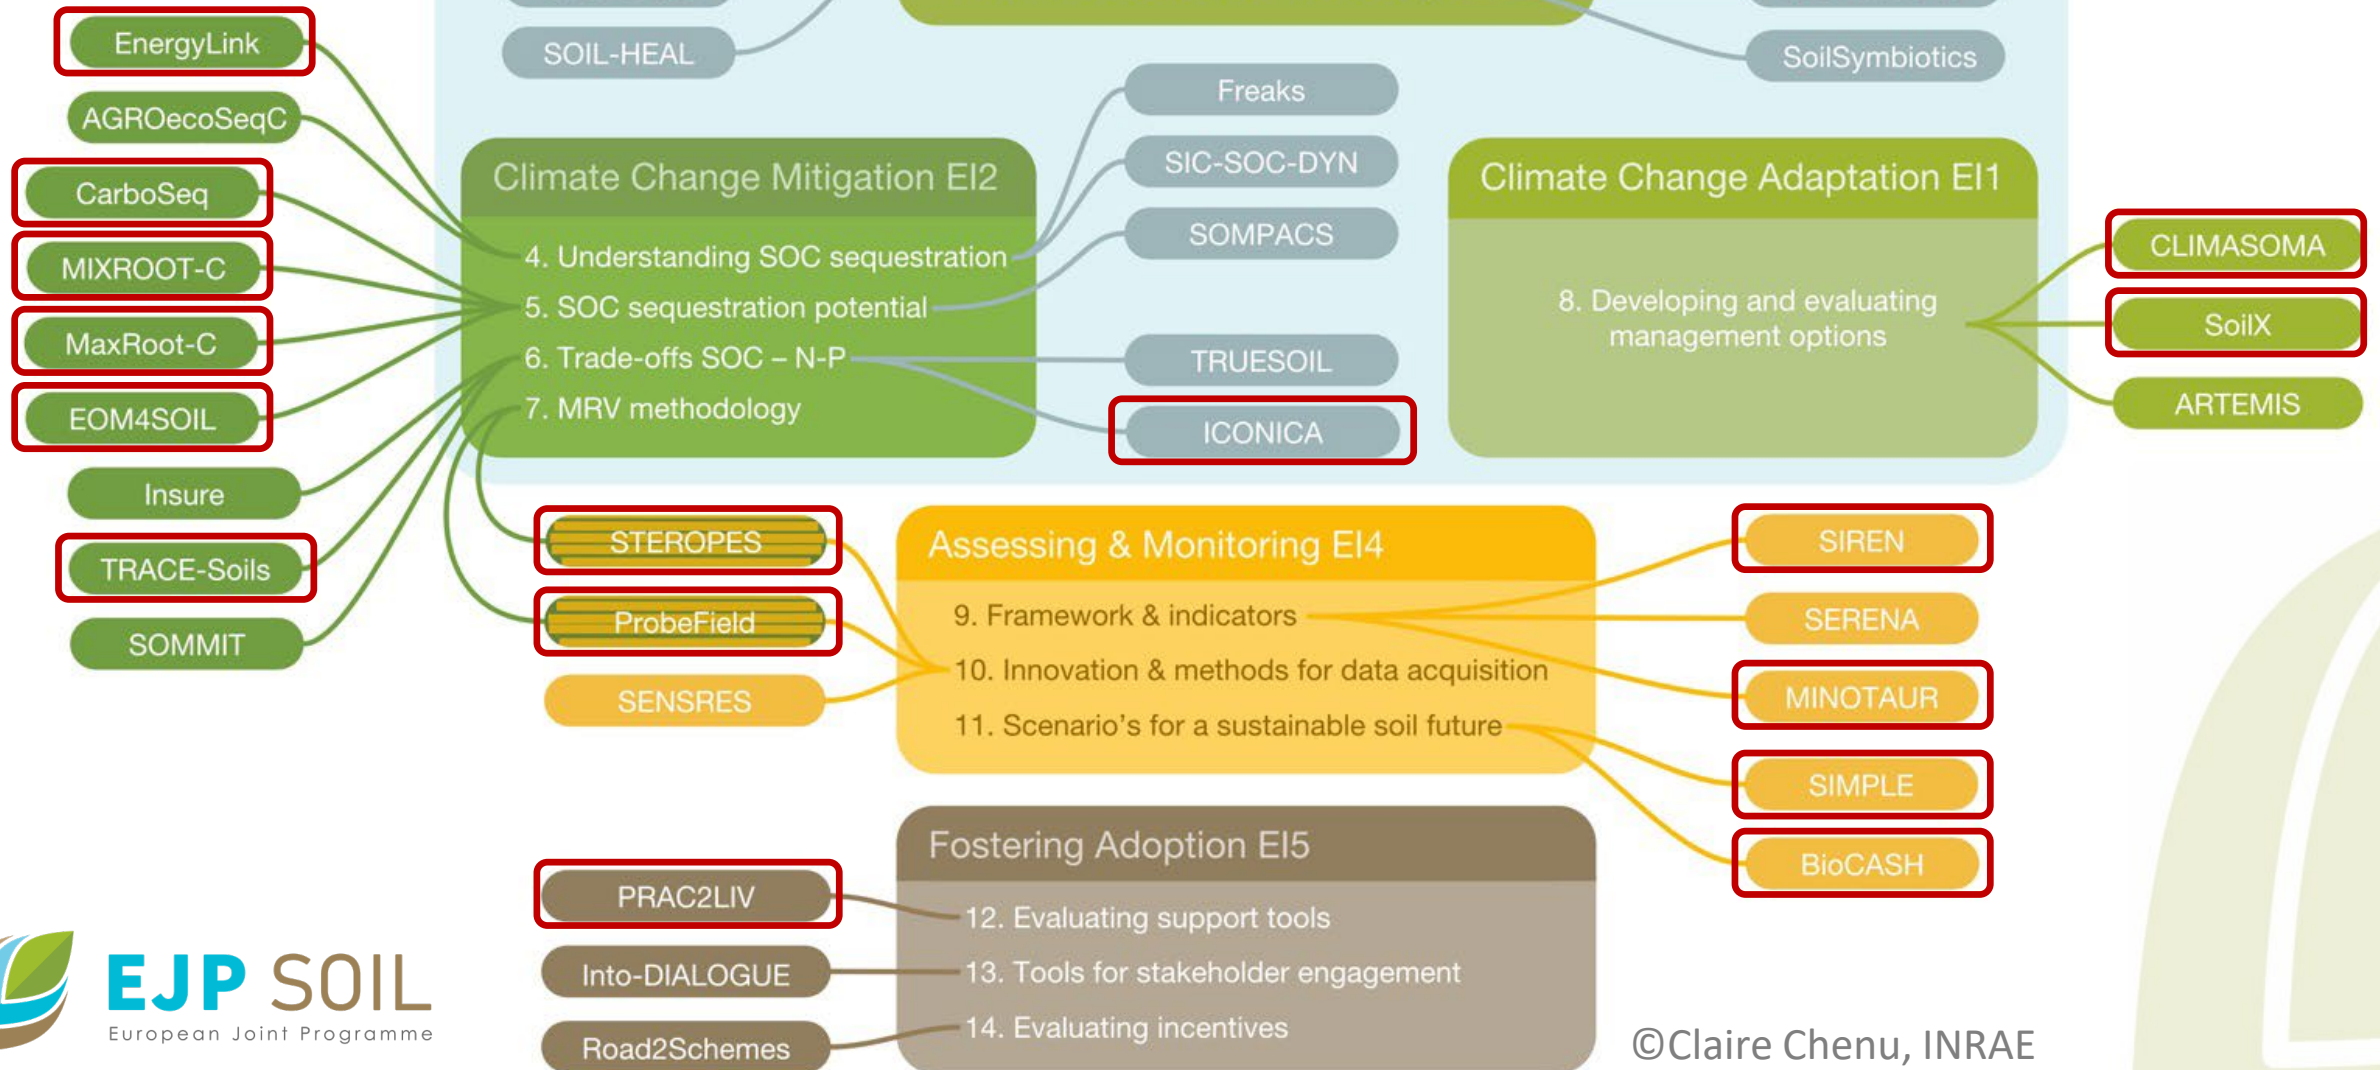 EnergyLink
AGROecoSeqC
CarboSeq
MIXROOT-C
MaxRoot-C
EOM4SOIL
Insure
TRACE-Soils
SOMMIT
SOIL-HEAL
SoilSymbiotics
Climate Change Mitigation EI2
4. Understanding SOC sequestration
5. SOC sequestration potential
6. Trade-offs SOC – N-P
7. MRV methodology
Freaks
SIC-SOC-DYN
SOMPACS
TRUESOIL
ICONICA
Climate Change Adaptation EI1
8. Developing and evaluating
management options
CLIMASOMA
SoilX
ARTEMIS
STEROPES
ProbeField
SENSRES
Assessing & Monitoring EI4
9. Framework & indicators
10. Innovation & methods for data acquisition
11. Scenario's for a sustainable soil future
SIREN
SERENA
MINOTAUR
SIMPLE
BioCASH
Fostering Adoption EI5
12. Evaluating support tools
13. Tools for stakeholder engagement
14. Evaluating incentives
PRAC2LIV
Into-DIALOGUE
Road2Schemes
EJP SOIL
European Joint Programme
©Claire Chenu, INRAE